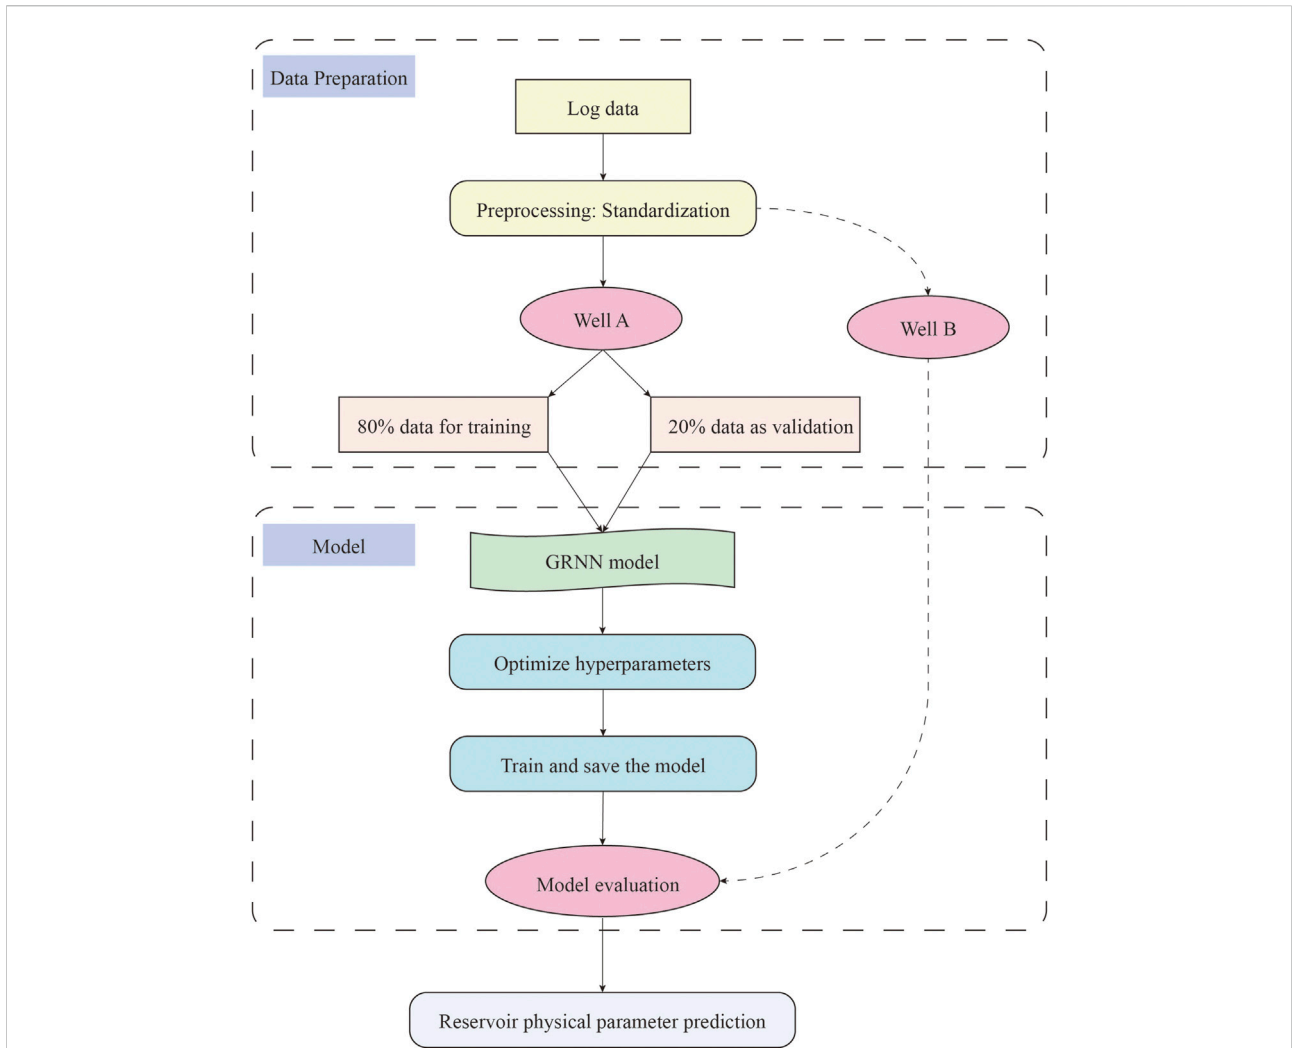 Data Preparation
Log data
Preprocessing: Standardization
Well A
Well B
80% data for training
20% data as validation
Model
GRNN model
Optimize hyperparameters
Train and save the model
Model evaluation
Reservoir physical parameter prediction